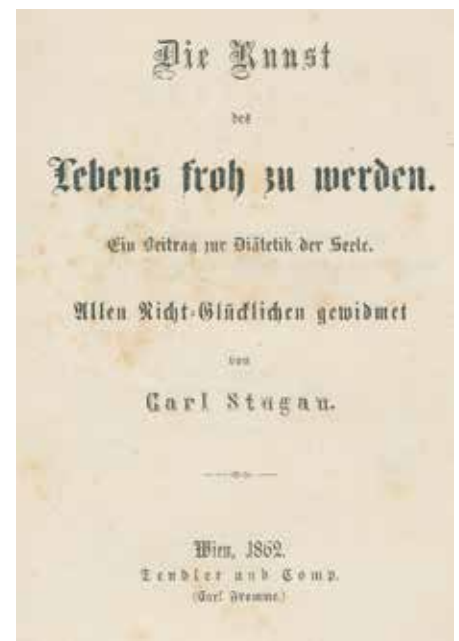 Die Kunst
des
Lebens froh zu werden.
Ein Beitrag zur Diätetik der Seele.
Allen Nicht-Glücklichen gewidmet
von
Carl Stugau.
Wien, 1862.
Tendler und Comp.
(Carl Fromme.)